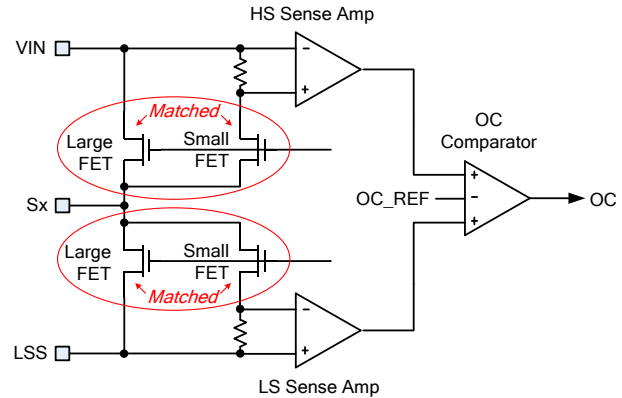 HS Sense Amp
VIN
−
+
Matched
Large
FET
Small
FET
OC
Comparator
Sx
OC_REF
+
−
+
OC
Large
FET
Small
FET
Matched
−
+
LSS
LS Sense Amp